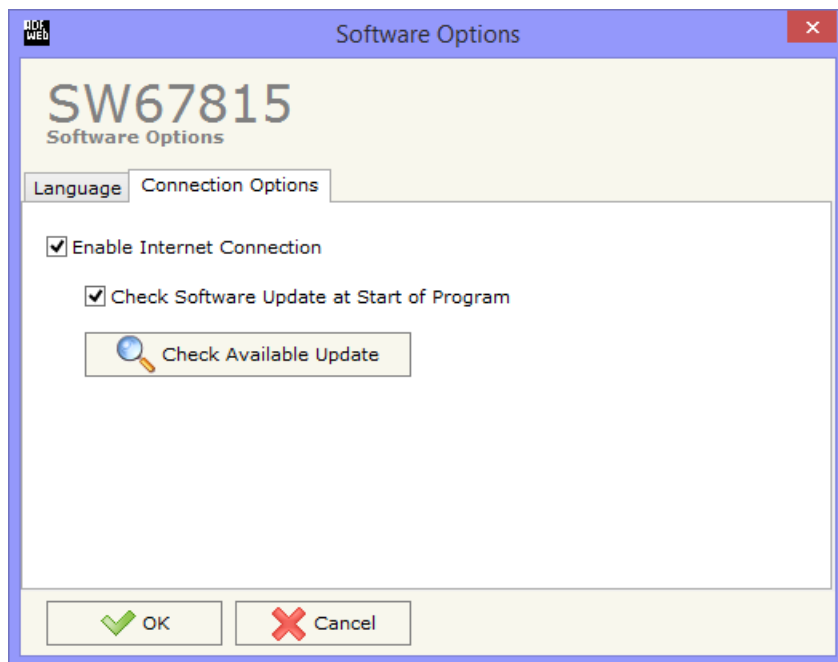 ADF
WEB
Software Options
SW67815
Software Options
Language
Connection Options
Enable Internet Connection
Check Software Update at Start of Program
Check Available Update
OK
Cancel